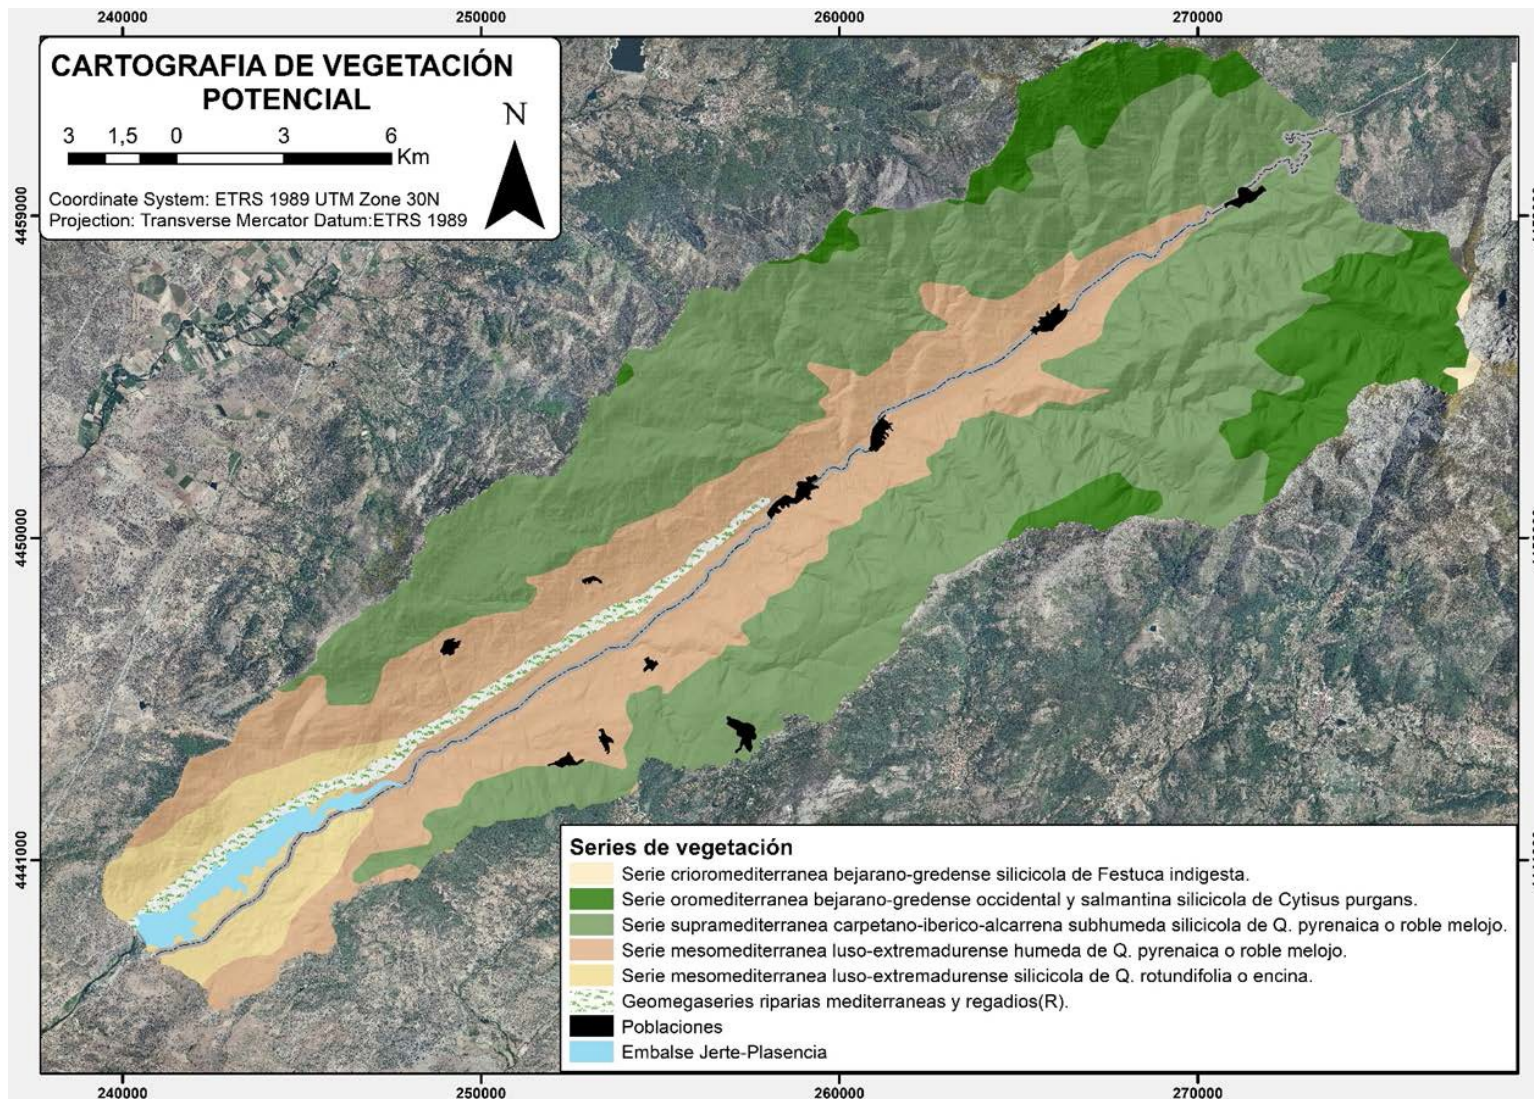 240000 250000 260000 270000
CARTOGRAFIA DE VEGETACIÓN
POTENCIAL
N
3 1,5 0 3 6
Km
Coordinate System: ETRS 1989 UTM Zone 30N
Projection: Transverse Mercator Datum:ETRS 1989
4459000
4450000
4441000
Series de vegetación
Serie crioromediterranea bejarano-gredense silicicola de Festuca indigesta.
Serie oromediterranea bejarano-gredense occidental y salmantina silicicola de Cytisus purgans.
Serie supramediterranea carpetano-iberico-alcarrena subhumeda silicicola de Q. pyrenaica o roble melojo.
Serie mesomediterranea luso-extremadurense humeda de Q. pyrenaica o roble melojo.
Serie mesomediterranea luso-extremadurense silicicola de Q. rotundifolia o encina.
Geomegaseries riparias mediterraneas y regadios(R).
Poblaciones
Embalse Jerte-Plasencia
240000 250000 260000 270000